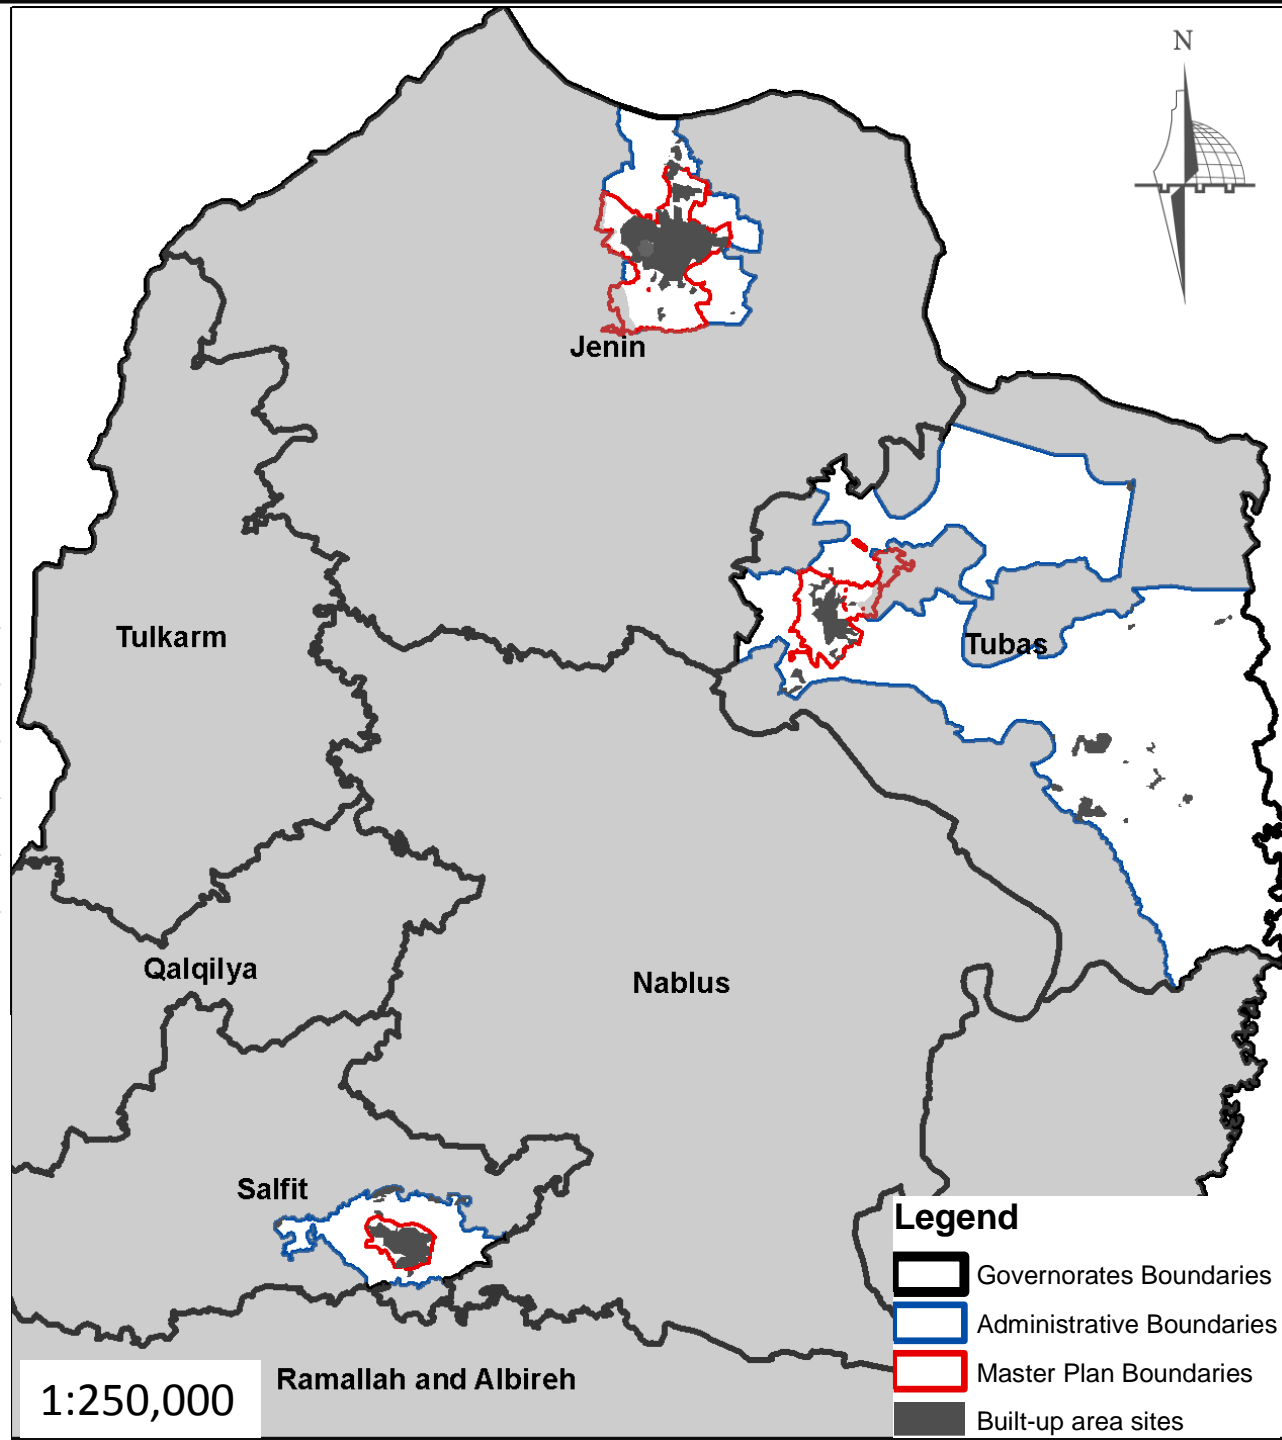 N
Jenin
Tulkarm
Tubas
Qalqilya
Nablus
Salfit
Legend
Governorates Boundaries
Administrative Boundaries
Master Plan Boundaries
Built-up area sites
Ramallah and Albireh
1:250,000